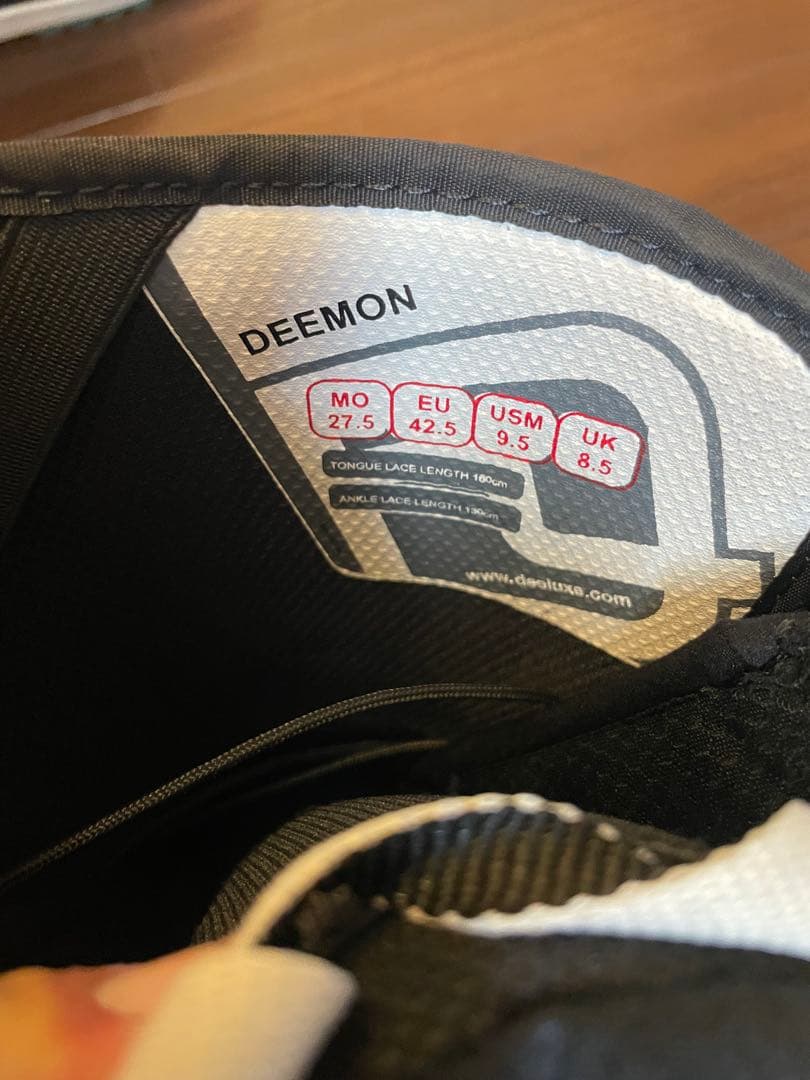 DEEMON
MO EU USM UK
27.5 42.5 9.5 8.5
TONGUE LACE LENGTH 160cm
ANKLE LACE LENGTH 130cm
www.deeluxe.com